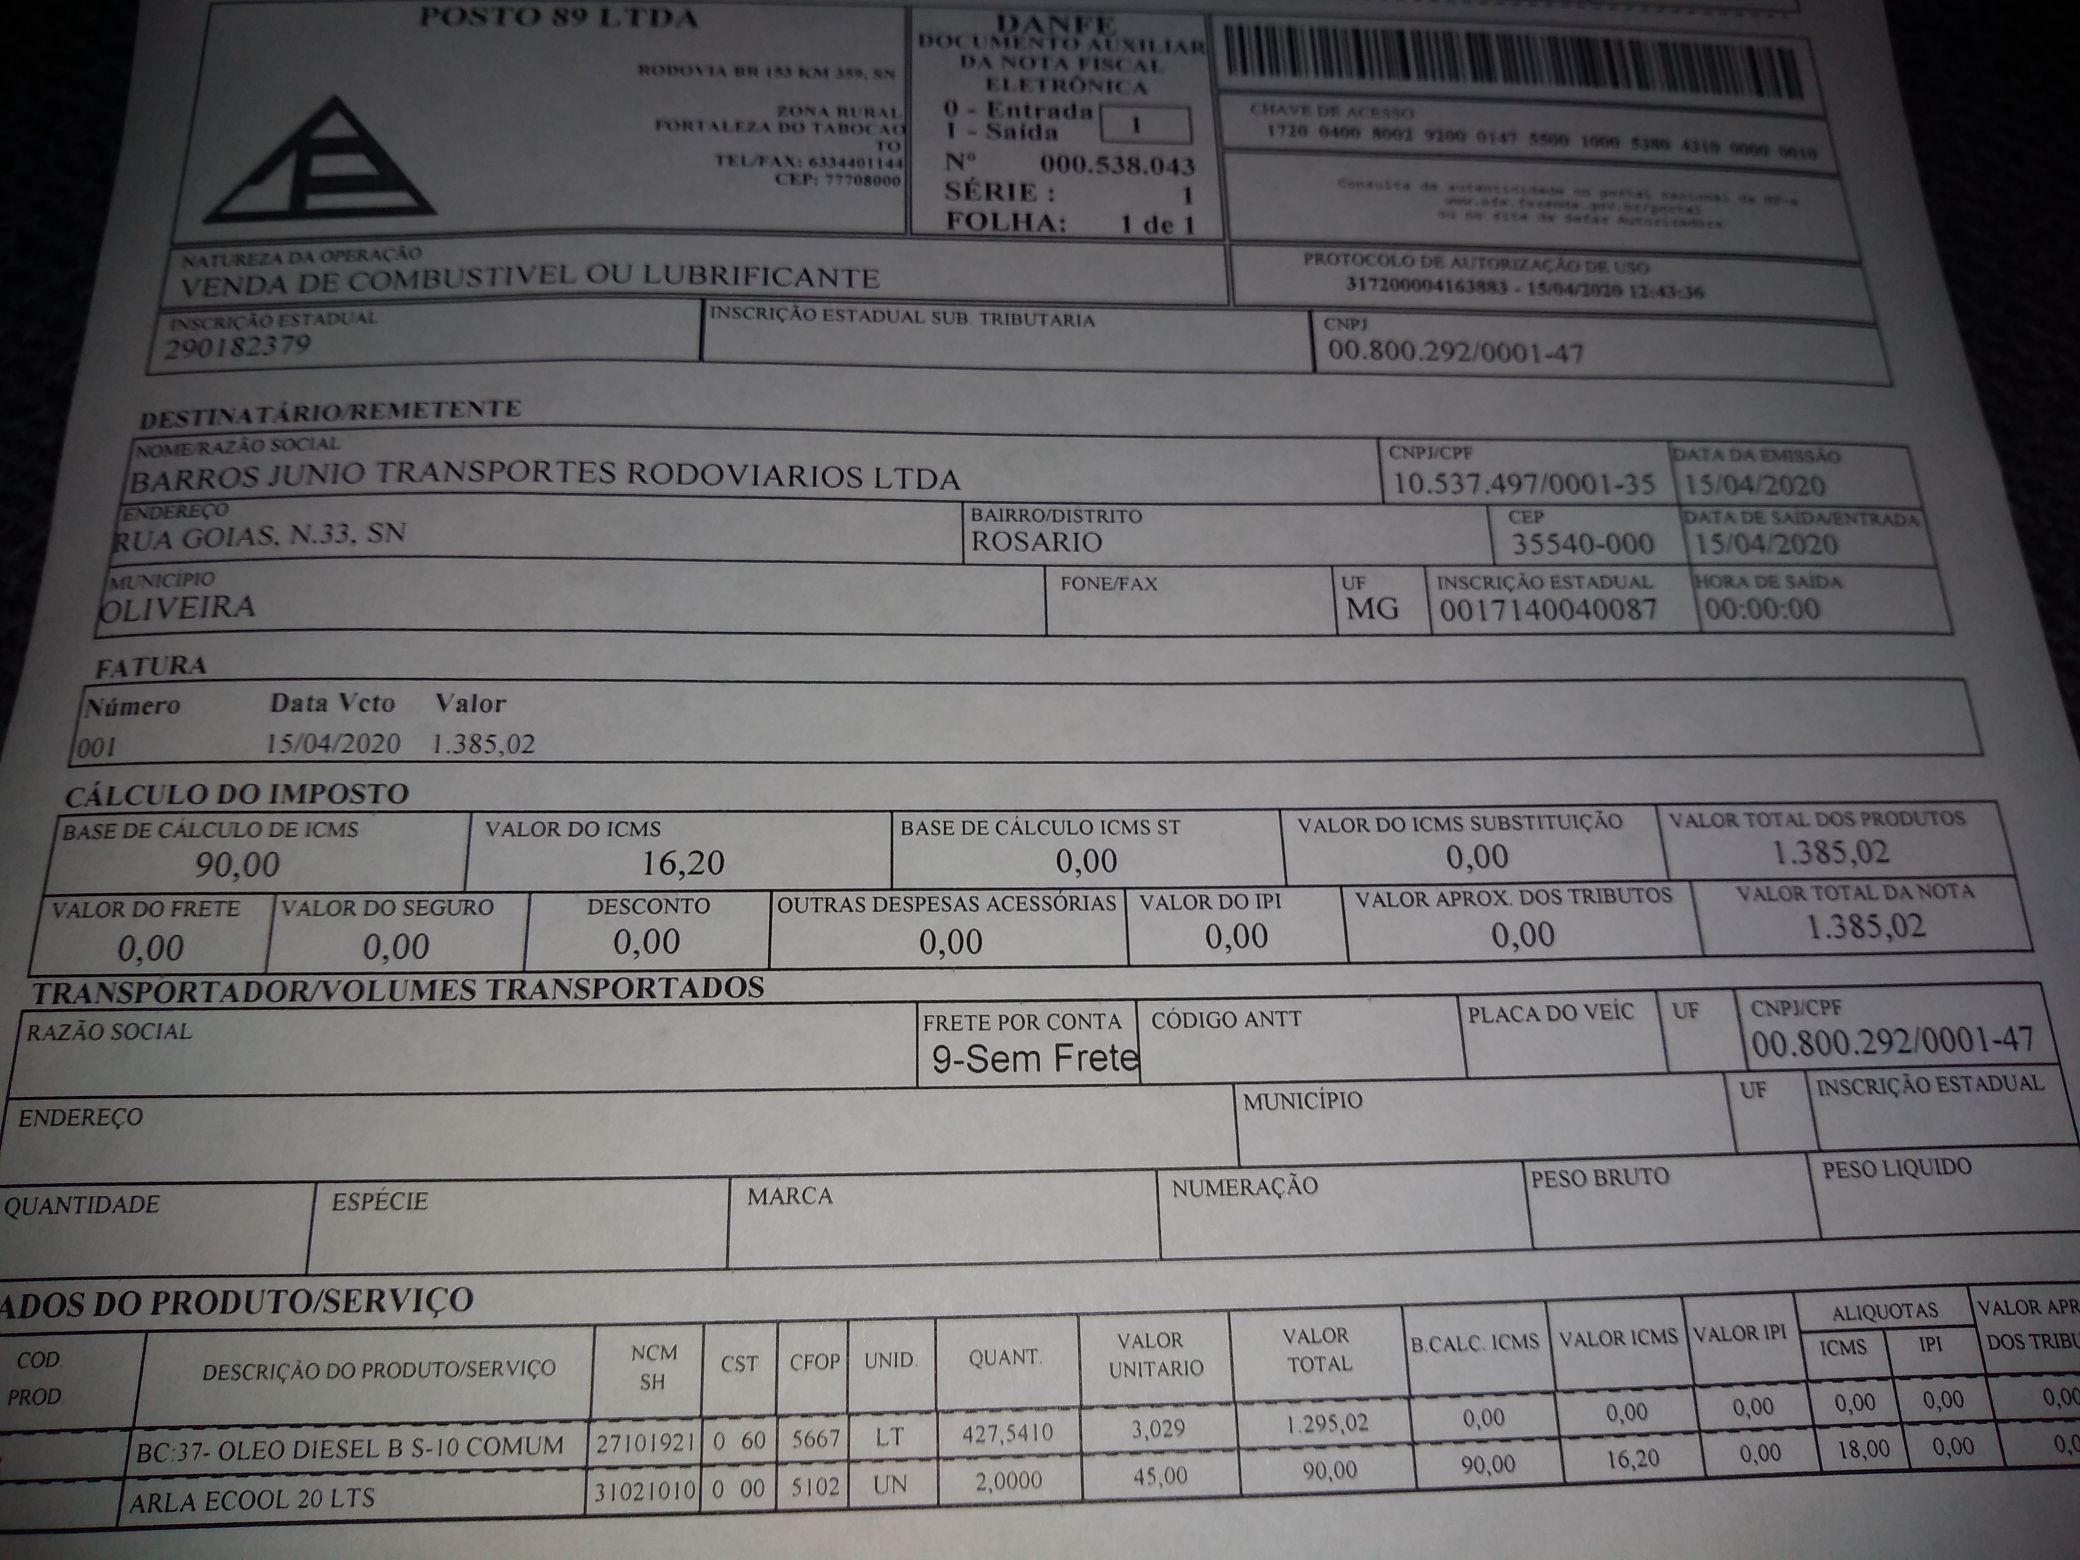 POSTO 89 LTDA
RODOVIA BR 153 KM 359, SN
ZONA RURAL
FORTALEZA DO TABOCAO
TO
TEL/FAX: 6334401144
CEP: 77708000
DANFE
DOCUMENTO AUXILIAR
DA NOTA FISCAL
ELETRÔNICA
0 - Entrada
1 - Saída
1
Nº 000.538.043
SÉRIE : 1
FOLHA: 1 de 1
CHAVE DE ACESSO
1720 0400 8002 9200 0147 5500 1000 5380 4310 0000 0010
Consulta de autenticidade no portal nacional da NF-e
www.nfe.fazenda.gov.br/portal
ou no site da Sefaz Autorizadora
NATUREZA DA OPERAÇÃO
VENDA DE COMBUSTIVEL OU LUBRIFICANTE
PROTOCOLO DE AUTORIZAÇÃO DE USO
317200004163883 - 15/04/2020 12:43:36
INSCRIÇÃO ESTADUAL
290182379
INSCRIÇÃO ESTADUAL SUB. TRIBUTARIA
CNPJ
00.800.292/0001-47
DESTINATÁRIO/REMETENTE
NOME/RAZÃO SOCIAL
BARROS JUNIO TRANSPORTES RODOVIARIOS LTDA
CNPJ/CPF
10.537.497/0001-35
DATA DA EMISSÃO
15/04/2020
ENDEREÇO
RUA GOIAS, N.33, SN
BAIRRO/DISTRITO
ROSARIO
CEP
35540-000
DATA DE SAÍDA/ENTRADA
15/04/2020
MUNICÍPIO
OLIVEIRA
FONE/FAX
UF
MG
INSCRIÇÃO ESTADUAL
0017140040087
HORA DE SAÍDA
00:00:00
FATURA
Número Data Vcto Valor
001 15/04/2020 1.385,02
CÁLCULO DO IMPOSTO
BASE DE CÁLCULO DE ICMS VALOR DO ICMS BASE DE CÁLCULO ICMS ST VALOR DO ICMS SUBSTITUIÇÃO VALOR TOTAL DOS PRODUTOS
90,00 16,20 0,00 0,00 1.385,02
VALOR DO FRETE VALOR DO SEGURO DESCONTO OUTRAS DESPESAS ACESSÓRIAS VALOR DO IPI VALOR APROX. DOS TRIBUTOS VALOR TOTAL DA NOTA
0,00 0,00 0,00 0,00 0,00 0,00 1.385,02
TRANSPORTADOR/VOLUMES TRANSPORTADOS
RAZÃO SOCIAL
FRETE POR CONTA
9-Sem Frete
CÓDIGO ANTT
PLACA DO VEÍC
UF
CNPJ/CPF
00.800.292/0001-47
ENDEREÇO
MUNICÍPIO
UF
INSCRIÇÃO ESTADUAL
QUANTIDADE ESPÉCIE MARCA NUMERAÇÃO PESO BRUTO PESO LIQUIDO
ADOS DO PRODUTO/SERVIÇO
COD.
PROD
DESCRIÇÃO DO PRODUTO/SERVIÇO
NCM
SH
CST
CFOP
UNID.
QUANT.
VALOR
UNITARIO
VALOR
TOTAL
B.CALC. ICMS
VALOR ICMS
VALOR IPI
ALIQUOTAS
ICMS IPI
VALOR APR
DOS TRIBU
BC:37- OLEO DIESEL B S-10 COMUM 27101921 0 60 5667 LT 427,5410 3,029 1.295,02 0,00 0,00 0,00 0,00 0,00 0,00
ARLA ECOOL 20 LTS 31021010 0 00 5102 UN 2,0000 45,00 90,00 90,00 16,20 0,00 18,00 0,00 0,0